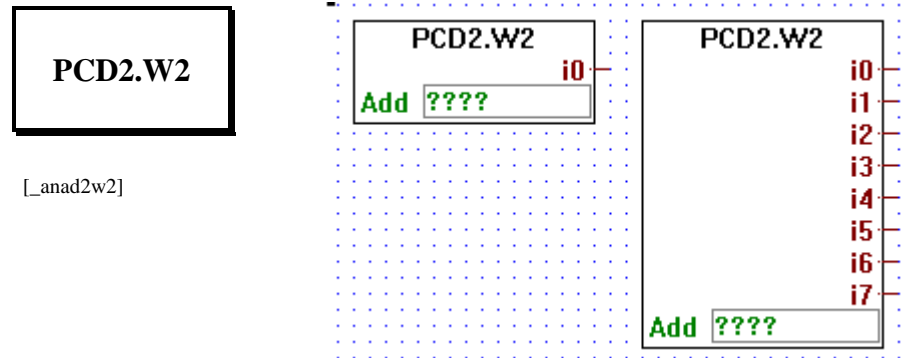 PCD2.W2
[_anad2w2]
PCD2.W2
i0
Add ????
PCD2.W2
i0
i1
i2
i3
i4
i5
i6
i7
Add ????